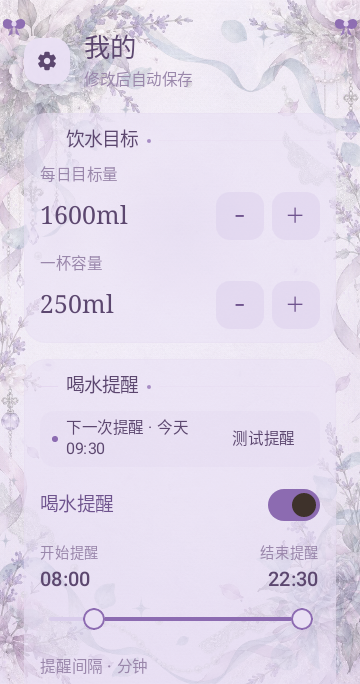 我的
修改后自动保存
饮水目标
每日目标量
1600ml
-
+
一杯容量
250ml
-
+
喝水提醒
下一次提醒 · 今天
09:30
测试提醒
喝水提醒
开始提醒
结束提醒
08:00
22:30
提醒间隔 · 分钟